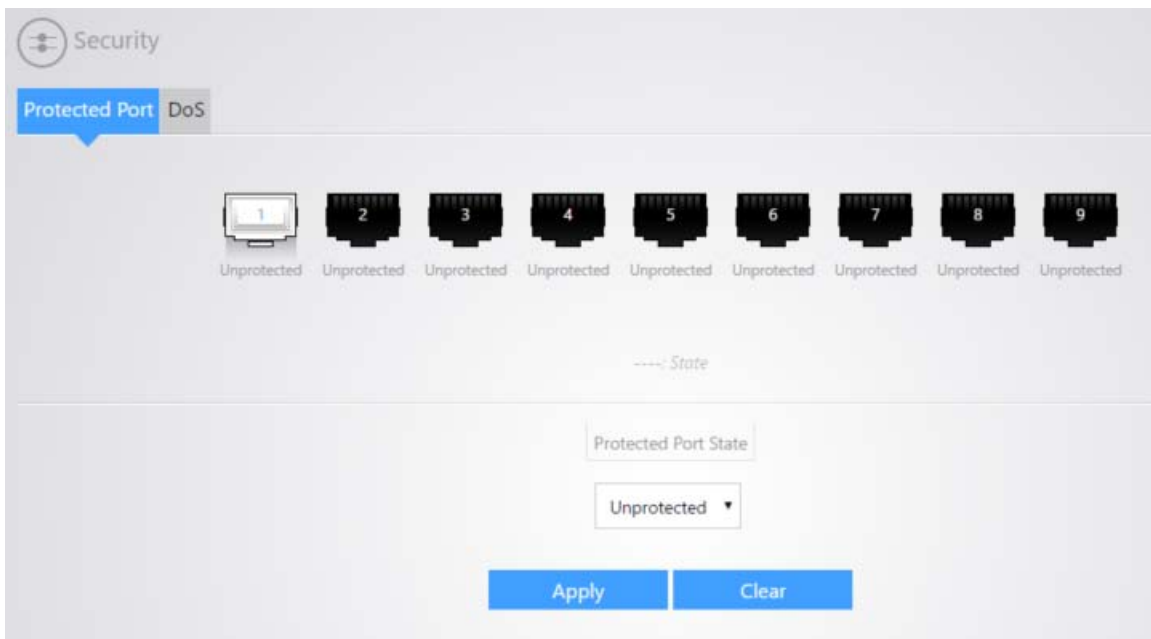 Security
Protected Port DoS
1 2 3 4 5 6 7 8 9
Unprotected Unprotected Unprotected Unprotected Unprotected Unprotected Unprotected Unprotected Unprotected
----: State
Protected Port State
Unprotected
Apply Clear